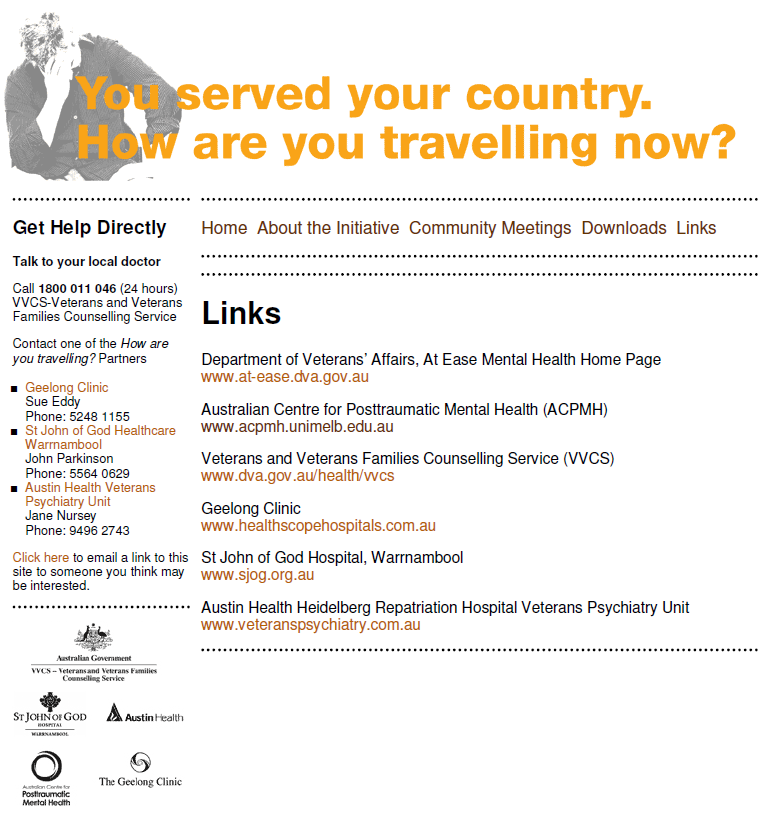 You served your country.
How are you travelling now?
Get Help Directly
Talk to your local doctor
Call 1800 011 046 (24 hours)
VVCS-Veterans and Veterans
Families Counselling Service
Contact one of the How are
you travelling? Partners
Geelong Clinic
Sue Eddy
Phone: 5248 1155
St John of God Healthcare
Warrnambool
John Parkinson
Phone: 5564 0629
Austin Health Veterans
Psychiatry Unit
Jane Nursey
Phone: 9496 2743
Click here to email a link to this
site to someone you think may
be interested.
Australian Government
VVCS -- Veterans and Veterans Families
Counselling Service
ST JOHN OF GOD
HOSPITAL
WARRNAMBOOL
Austin Health
Australian Centre for
Posttraumatic
Mental Health
The Geelong Clinic
Home About the Initiative Community Meetings Downloads Links
Links
Department of Veterans’ Affairs, At Ease Mental Health Home Page
www.at-ease.dva.gov.au
Australian Centre for Posttraumatic Mental Health (ACPMH)
www.acpmh.unimelb.edu.au
Veterans and Veterans Families Counselling Service (VVCS)
www.dva.gov.au/health/vvcs
Geelong Clinic
www.healthscopehospitals.com.au
St John of God Hospital, Warrnambool
www.sjog.org.au
Austin Health Heidelberg Repatriation Hospital Veterans Psychiatry Unit
www.veteranspsychiatry.com.au